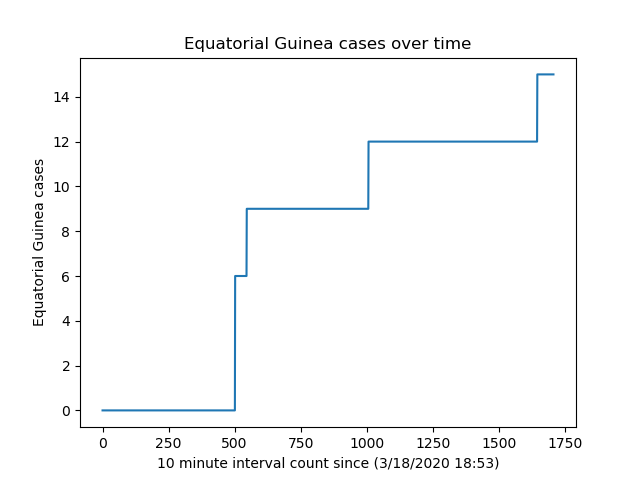 Equatorial Guinea cases over time
Equatorial Guinea cases
14
12
10
8
6
4
2
0
0 250 500 750 1000 1250 1500 1750
10 minute interval count since (3/18/2020 18:53)